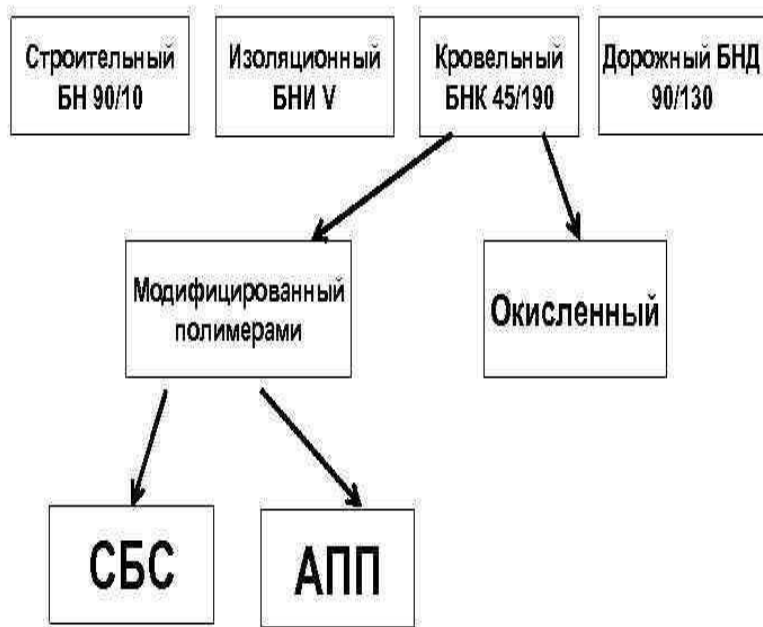 Строительный
БН 90/10
Изоляционный
БНИ V
Кровельный
БНК 45/190
Дорожный БНД
90/130
Модифицированный
полимерами
Окисленный
СБС
АПП